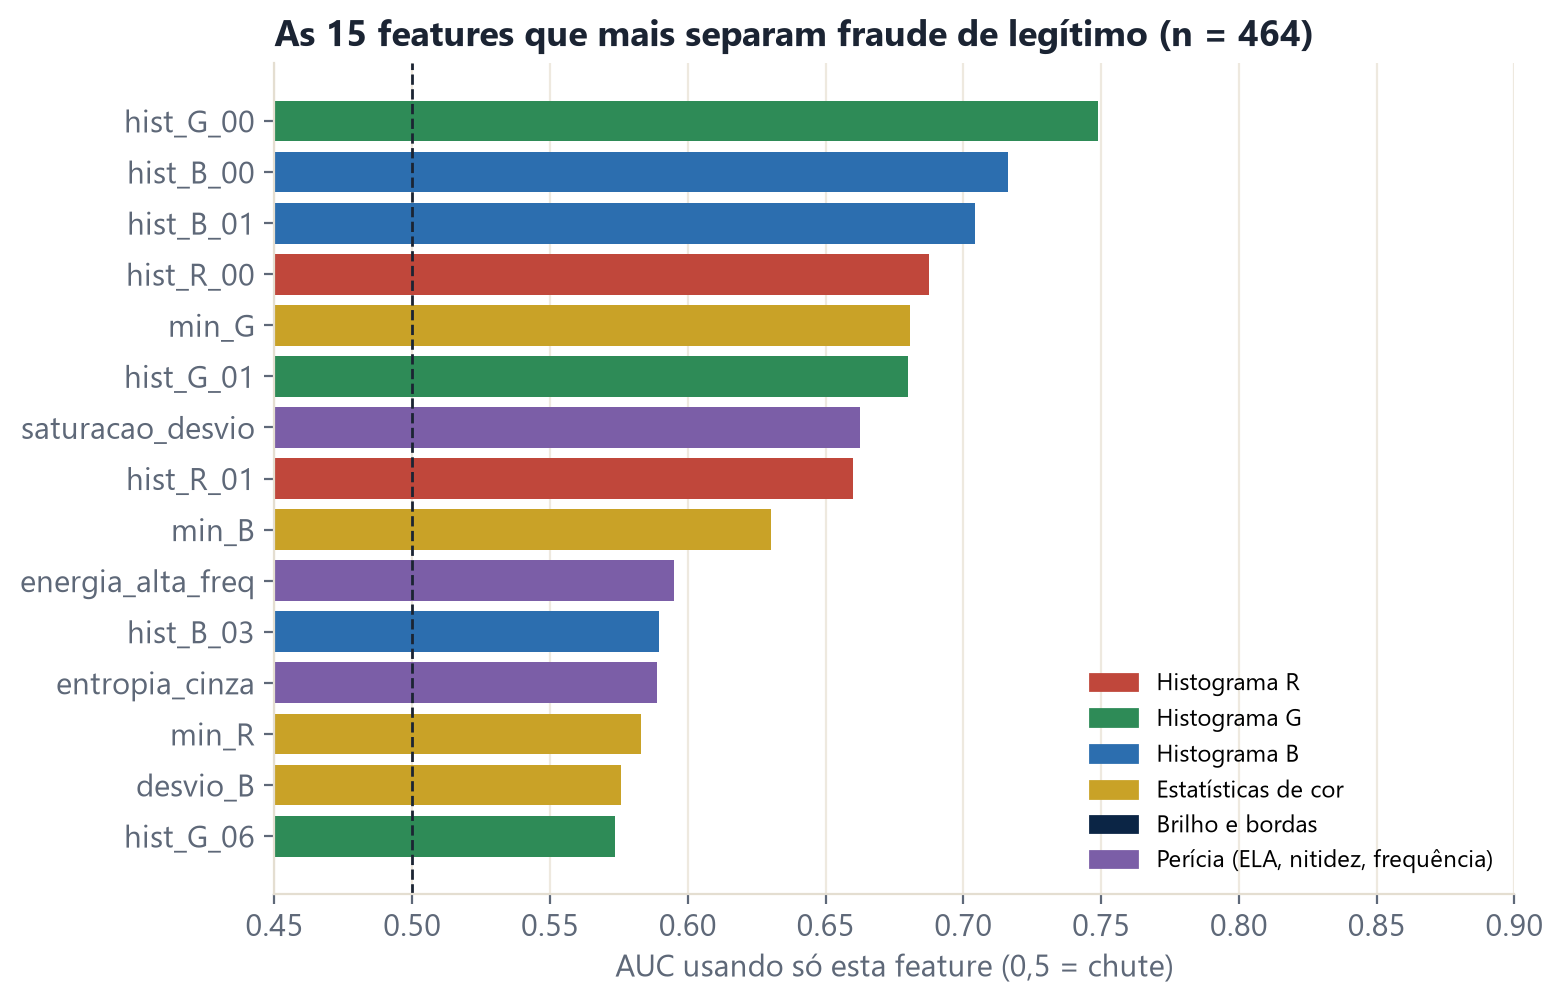 As 15 features que mais separam fraude de legítimo (n = 464)
hist_G_00
hist_B_00
hist_B_01
hist_R_00
min_G
hist_G_01
saturacao_desvio
hist_R_01
min_B
energia_alta_freq
hist_B_03
entropia_cinza
min_R
desvio_B
hist_G_06
Histograma R
Histograma G
Histograma B
Estatísticas de cor
Brilho e bordas
Perícia (ELA, nitidez, frequência)
0.45 0.50 0.55 0.60 0.65 0.70 0.75 0.80 0.85 0.90
AUC usando só esta feature (0,5 = chute)